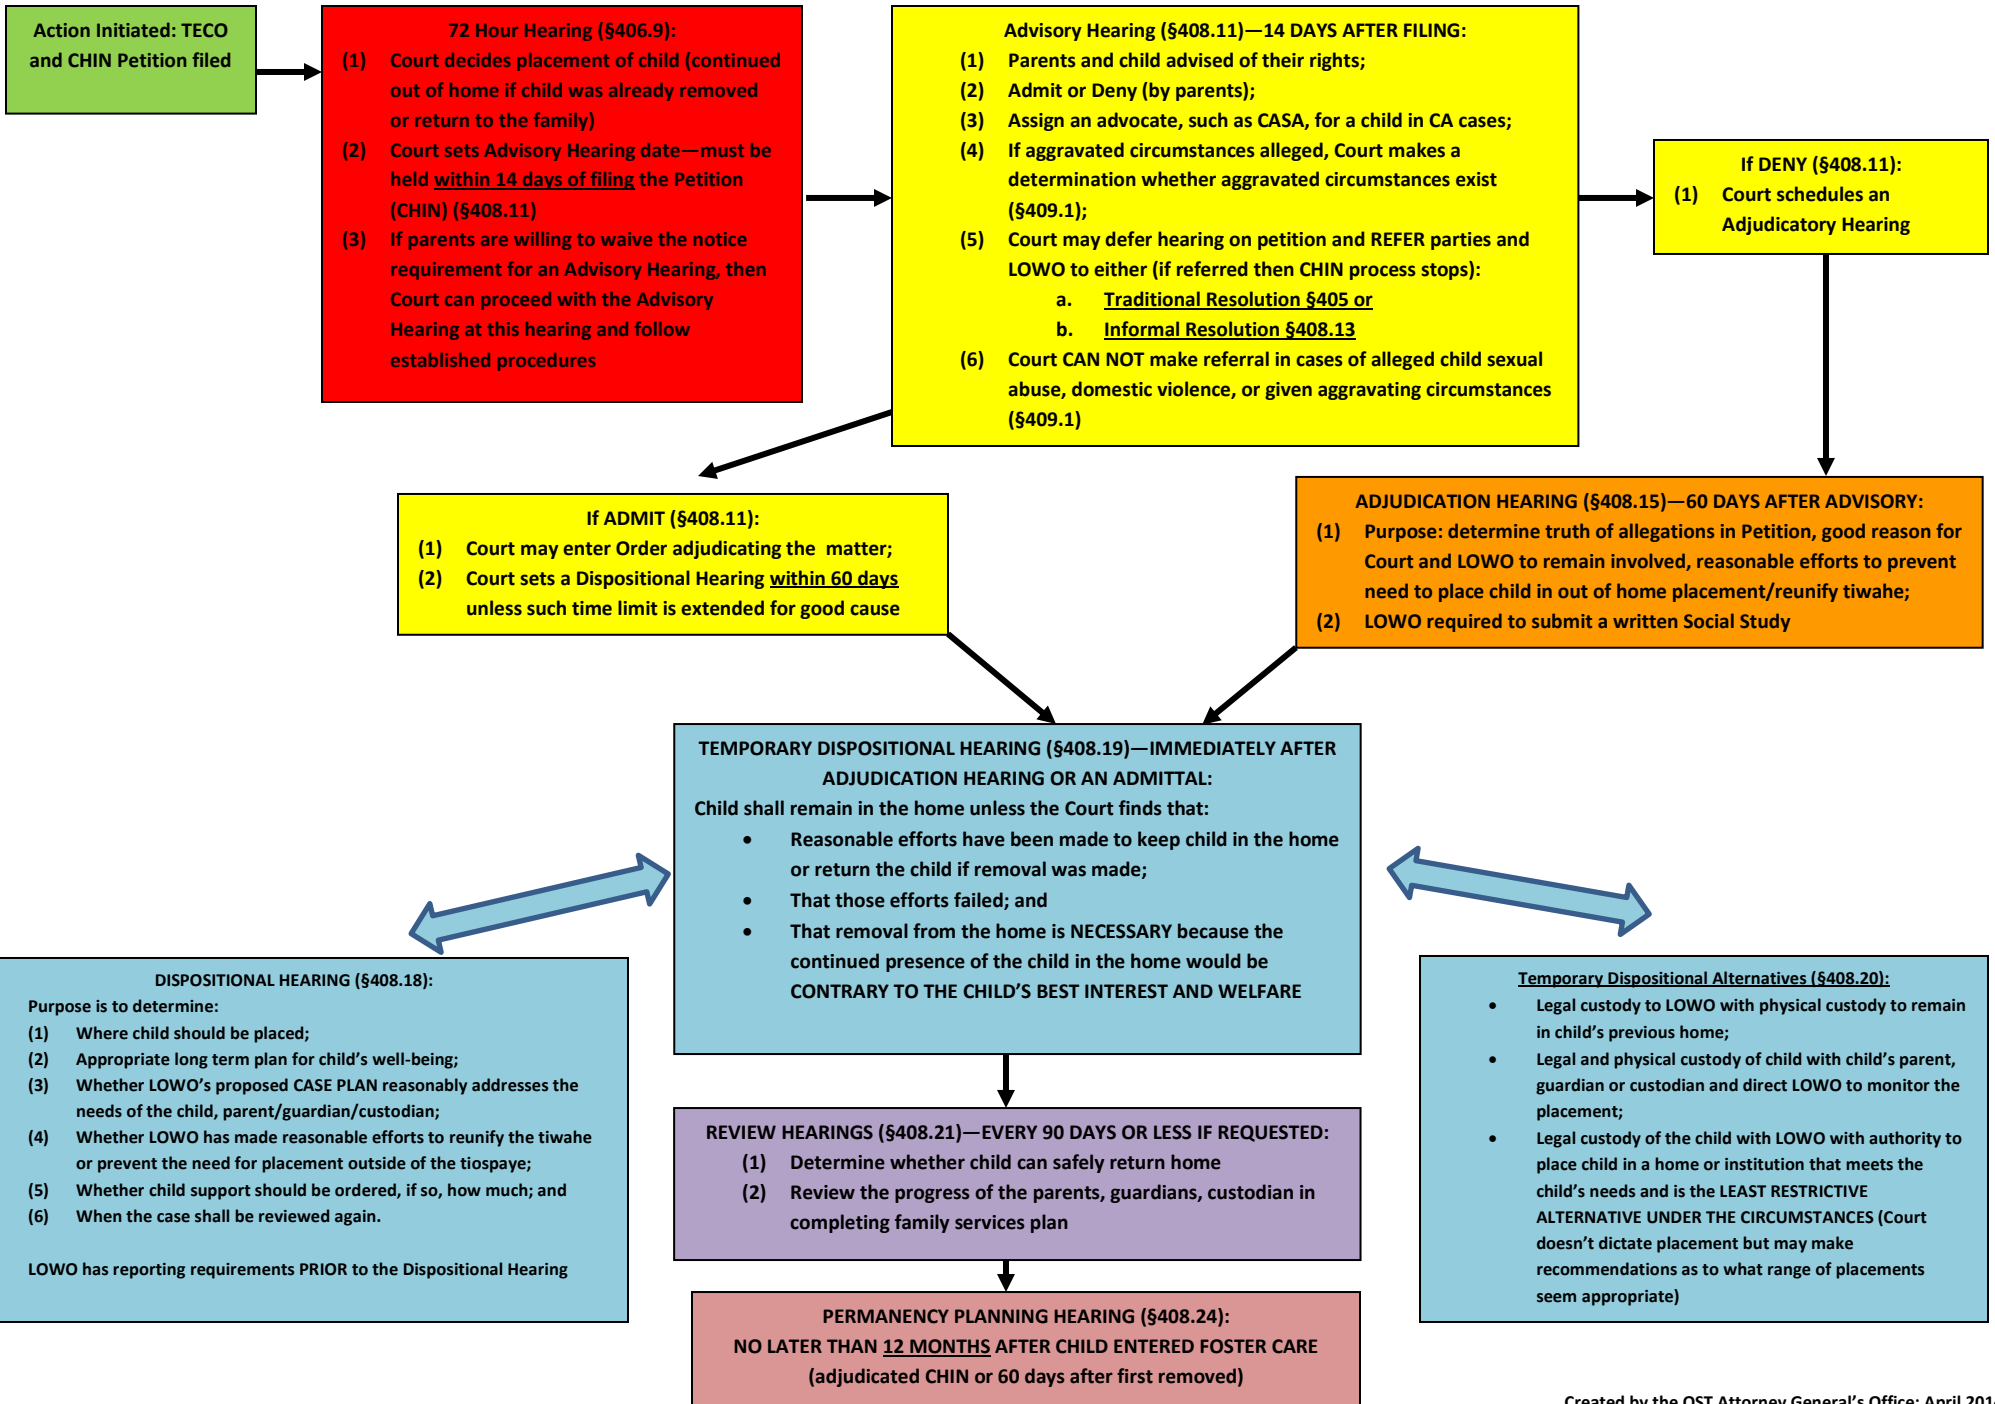 Action Initiated: TECO
and CHIN Petition filed
72 Hour Hearing (§406.9):
(1) Court decides placement of child (continued
out of home if child was already removed
or return to the family)
(2) Court sets Advisory Hearing date—must be
held within 14 days of filing the Petition
(CHIN) (§408.11)
(3) If parents are willing to waive the notice
requirement for an Advisory Hearing, then
Court can proceed with the Advisory
Hearing at this hearing and follow
established procedures
Advisory Hearing (§408.11)—14 DAYS AFTER FILING:
(1) Parents and child advised of their rights;
(2) Admit or Deny (by parents);
(3) Assign an advocate, such as CASA, for a child in CA cases;
(4) If aggravated circumstances alleged, Court makes a
determination whether aggravated circumstances exist
(§409.1);
(5) Court may defer hearing on petition and REFER parties and
LOWO to either (if referred then CHIN process stops):
a. Traditional Resolution §405 or
b. Informal Resolution §408.13
(6) Court CAN NOT make referral in cases of alleged child sexual
abuse, domestic violence, or given aggravating circumstances
(§409.1)
If DENY (§408.11):
(1) Court schedules an
Adjudicatory Hearing
If ADMIT (§408.11):
(1) Court may enter Order adjudicating the matter;
(2) Court sets a Dispositional Hearing within 60 days
unless such time limit is extended for good cause
ADJUDICATION HEARING (§408.15)—60 DAYS AFTER ADVISORY:
(1) Purpose: determine truth of allegations in Petition, good reason for
Court and LOWO to remain involved, reasonable efforts to prevent
need to place child in out of home placement/reunify tiwahe;
(2) LOWO required to submit a written Social Study
TEMPORARY DISPOSITIONAL HEARING (§408.19)—IMMEDIATELY AFTER
ADJUDICATION HEARING OR AN ADMITTAL:
Child shall remain in the home unless the Court finds that:
• Reasonable efforts have been made to keep child in the home
or return the child if removal was made;
• That those efforts failed; and
• That removal from the home is NECESSARY because the
continued presence of the child in the home would be
CONTRARY TO THE CHILD'S BEST INTEREST AND WELFARE
DISPOSITIONAL HEARING (§408.18):
Purpose is to determine:
(1) Where child should be placed;
(2) Appropriate long term plan for child's well-being;
(3) Whether LOWO's proposed CASE PLAN reasonably addresses the
needs of the child, parent/guardian/custodian;
(4) Whether LOWO has made reasonable efforts to reunify the tiwahe
or prevent the need for placement outside of the tiospaye;
(5) Whether child support should be ordered, if so, how much; and
(6) When the case shall be reviewed again.
LOWO has reporting requirements PRIOR to the Dispositional Hearing
Temporary Dispositional Alternatives (§408.20):
• Legal custody to LOWO with physical custody to remain
in child's previous home;
• Legal and physical custody of child with child's parent,
guardian or custodian and direct LOWO to monitor the
placement;
• Legal custody of the child with LOWO with authority to
place child in a home or institution that meets the
child's needs and is the LEAST RESTRICTIVE
ALTERNATIVE UNDER THE CIRCUMSTANCES (Court
doesn't dictate placement but may make
recommendations as to what range of placements
seem appropriate)
REVIEW HEARINGS (§408.21)—EVERY 90 DAYS OR LESS IF REQUESTED:
(1) Determine whether child can safely return home
(2) Review the progress of the parents, guardians, custodian in
completing family services plan
PERMANENCY PLANNING HEARING (§408.24):
NO LATER THAN 12 MONTHS AFTER CHILD ENTERED FOSTER CARE
(adjudicated CHIN or 60 days after first removed)
Created by the OST Attorney General's Office: April